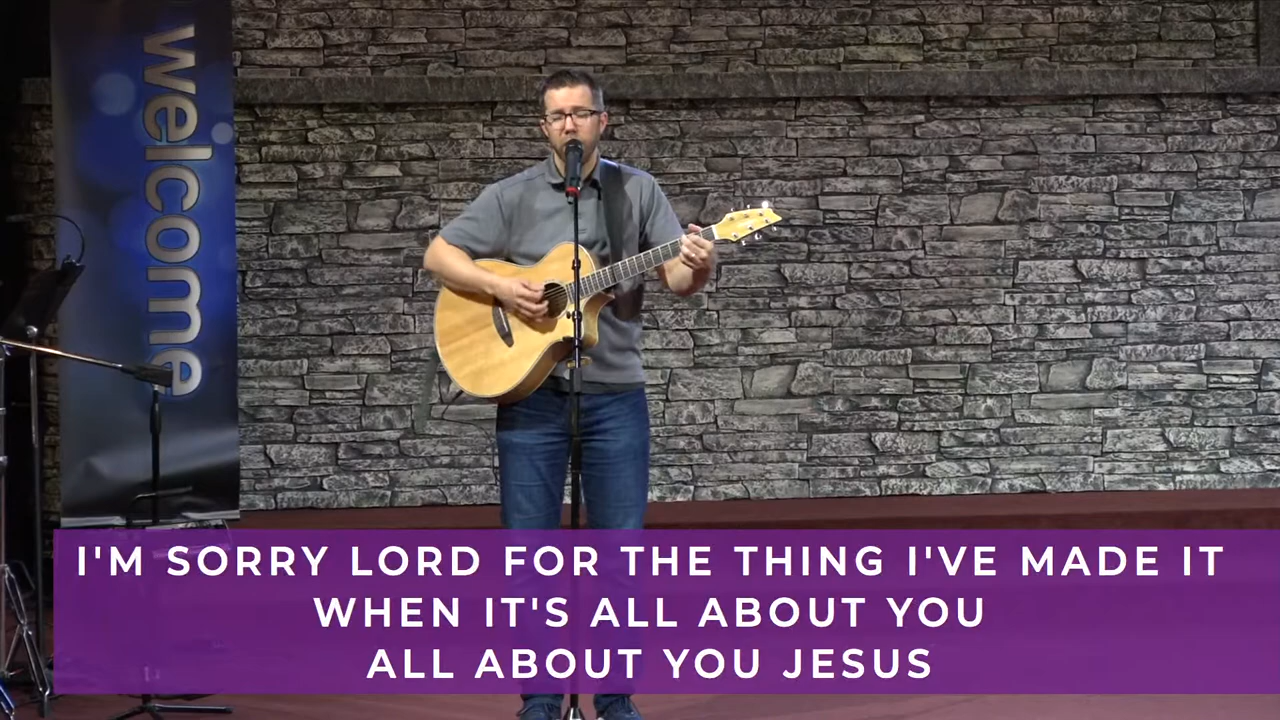 welcome
I'M SORRY LORD FOR THE THING I'VE MADE IT
WHEN IT'S ALL ABOUT YOU
ALL ABOUT YOU JESUS